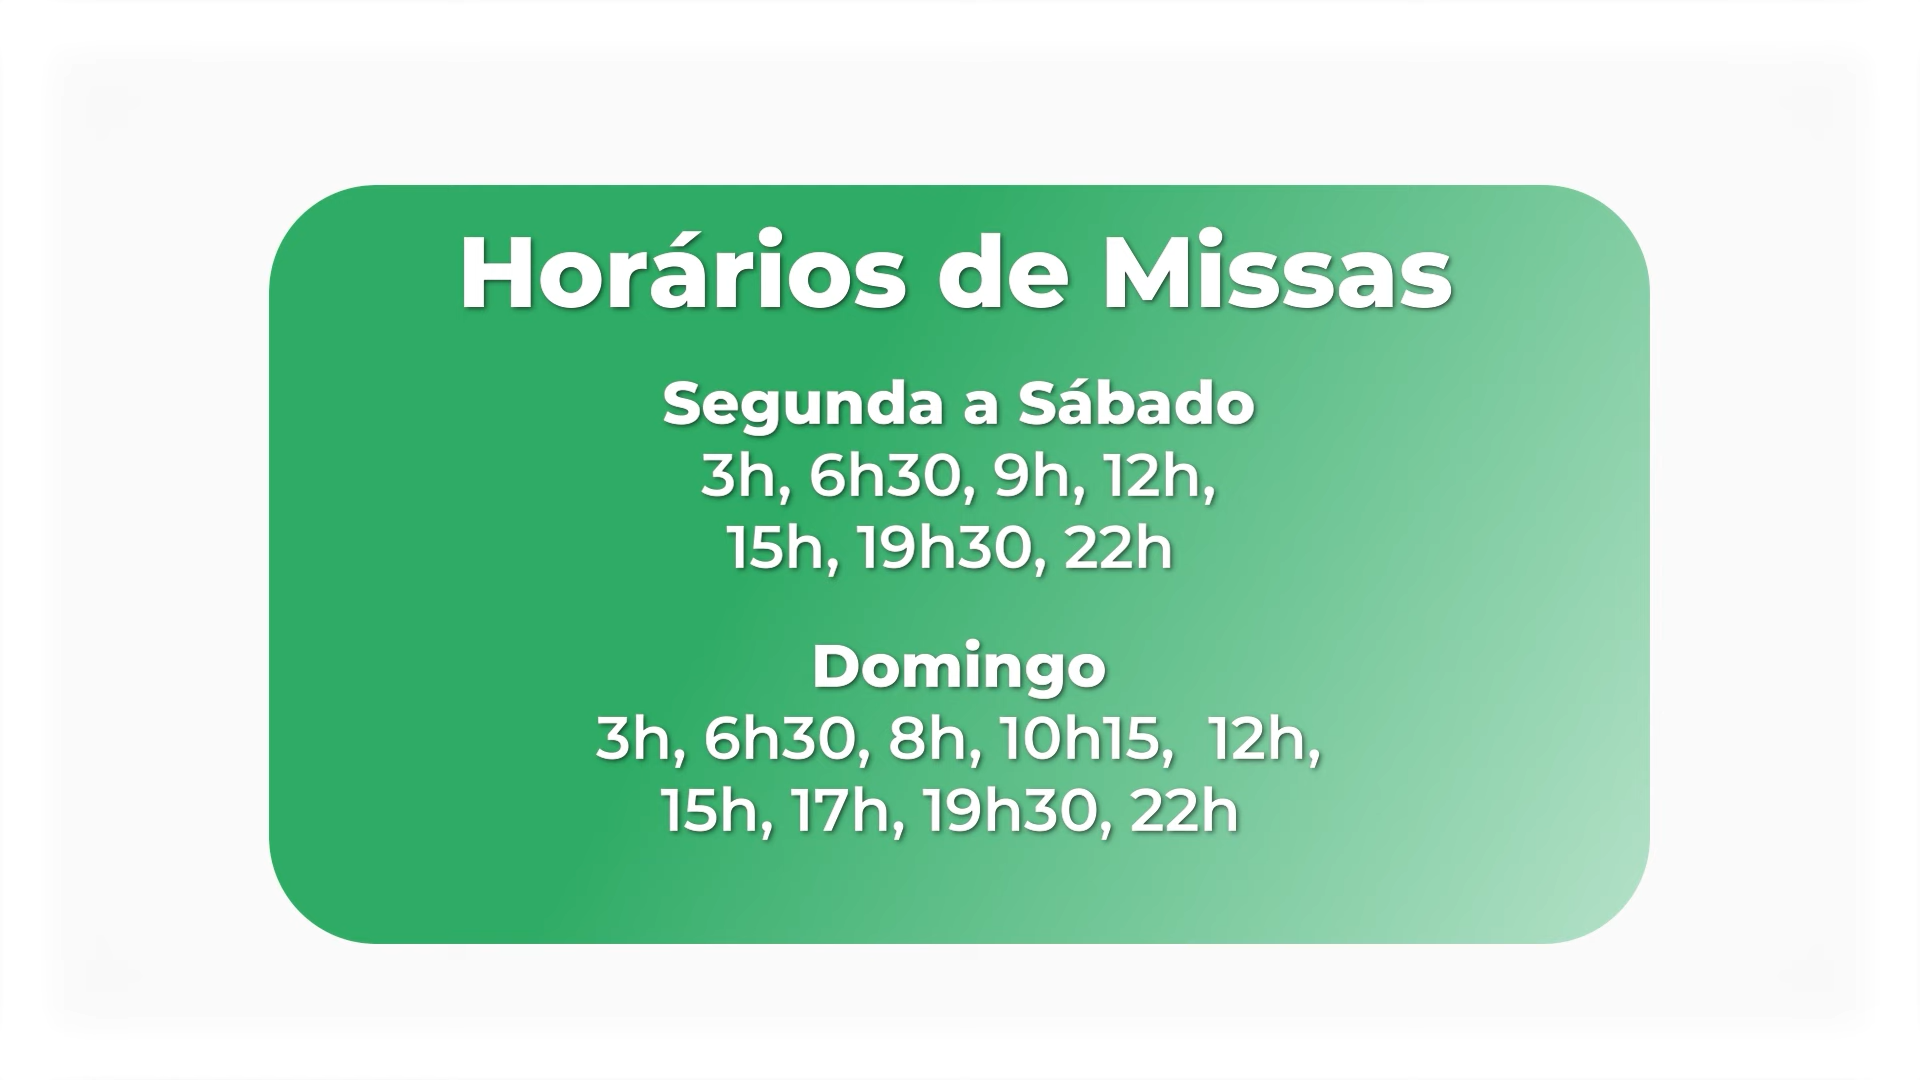 Horários de Missas
Segunda a Sábado
3h, 6h30, 9h, 12h,
15h, 19h30, 22h
Domingo
3h, 6h30, 8h, 10h15, 12h,
15h, 17h, 19h30, 22h